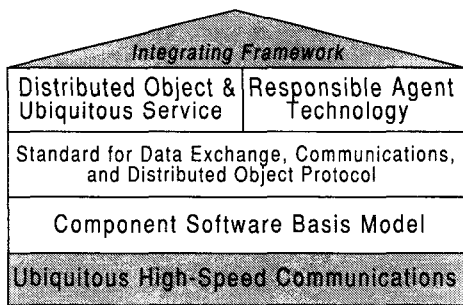 Integrating Framework
Distributed Object &
Ubiquitous Service
Responsible Agent
Technology
Standard for Data Exchange, Communications,
and Distributed Object Protocol
Component Software Basis Model
Ubiquitous High-Speed Communications